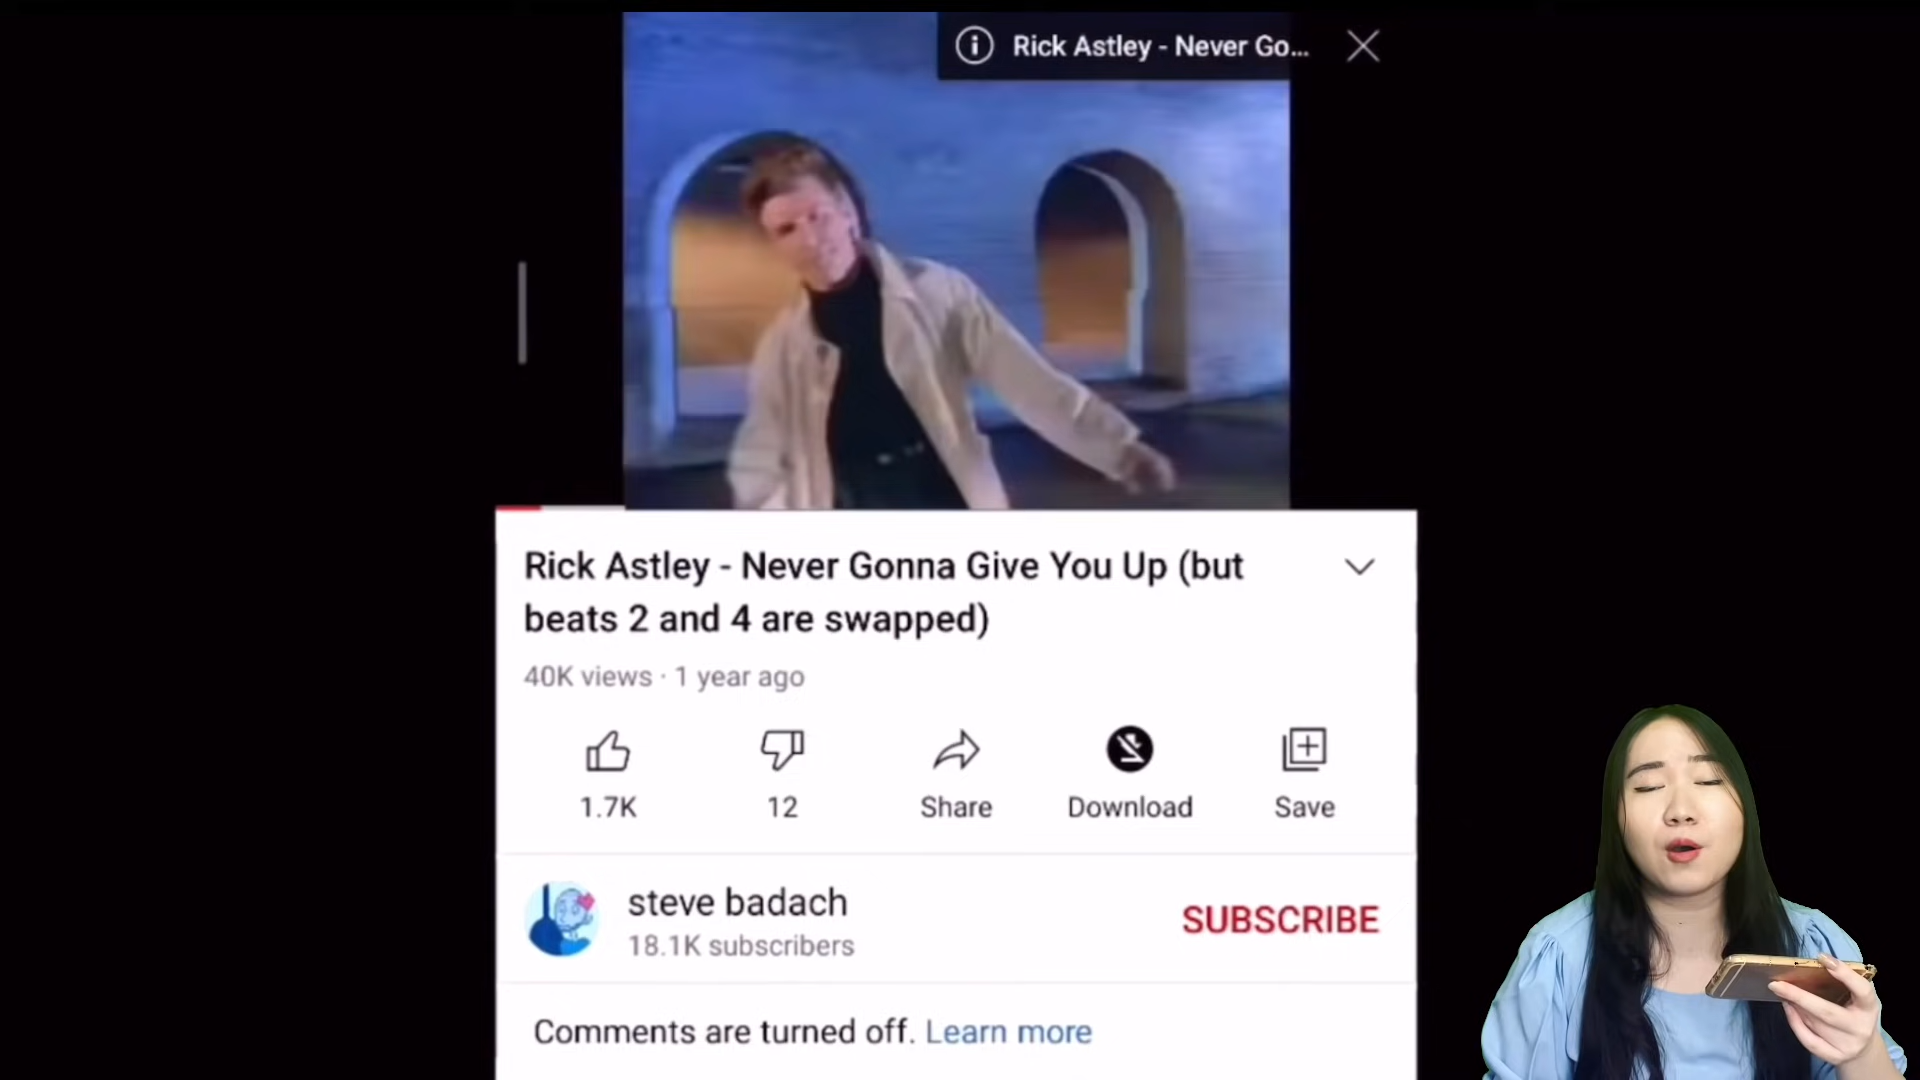 Rick Astley - Never Go...
Rick Astley - Never Gonna Give You Up (but
beats 2 and 4 are swapped)
40K views · 1 year ago
1.7K
12
Share
Download
Save
steve badach
18.1K subscribers
SUBSCRIBE
Comments are turned off. Learn more